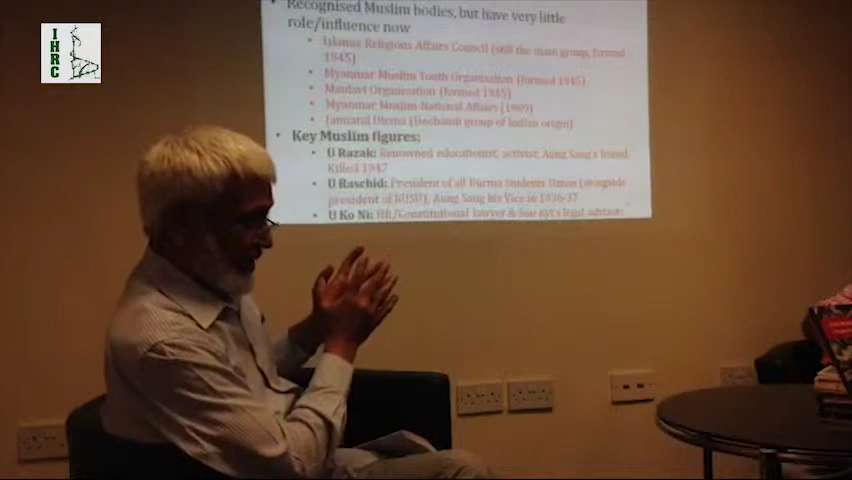 IHRC
Recognised Muslim bodies, but have very little
role/influence now
Islamic Religious Affairs Council (still the main group, formed
1945)
Myanmar Muslim Youth Organisation (formed 1945)
Maulavi Organisation (formed 1945)
Myanmar Muslim National Affairs (1989)
Jamiatul Ulema (Deobandi group of Indian origin)
Key Muslim figures:
U Razak: Renowned educationist, activist; Aung Sang's friend.
Killed 1947
U Raschid: President of all Burma Students Union (alongside
president of RUSU), Aung Sang his Vice in 1936-37
U Ko Ni: HR/Constitutional lawyer & Suu Kyi's legal advisor;